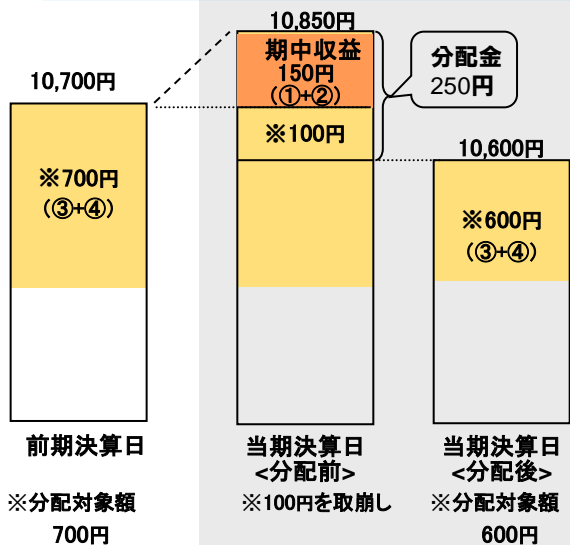 10,850円
期中収益
150円
(①+②)
分配金
250円
10,700円
※100円
10,600円
※700円
(③+④)
※600円
(③+④)
前期決算日
当期決算日
<分配前>
当期決算日
<分配後>
※分配対象額
700円
※100円を取崩し
※分配対象額
600円